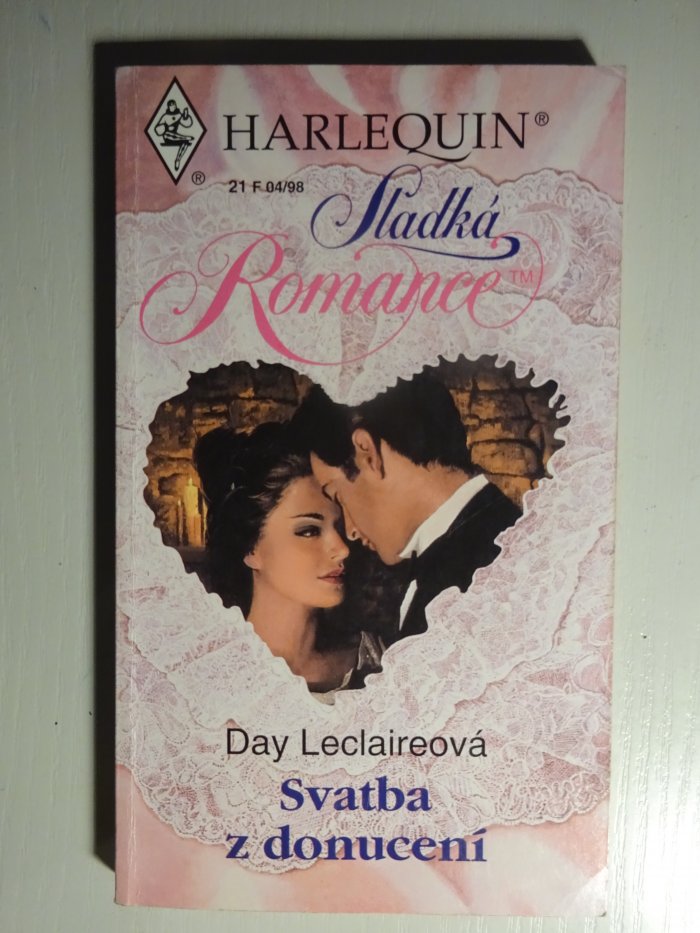 HARLEQUIN®
®
21 F 04/98
Sladká
Romance™
Day Leclaireová
Svatba
z donucení